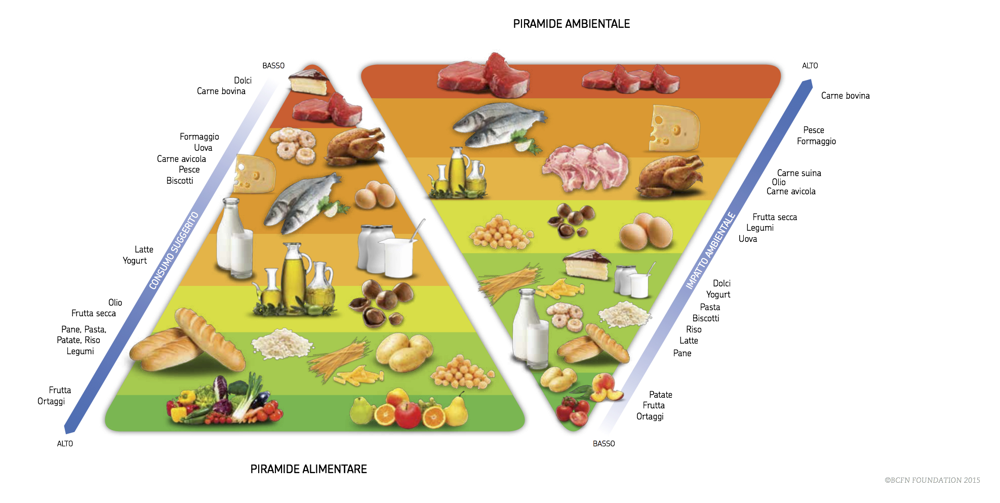 PIRAMIDE AMBIENTALE
BASSO
Dolci
Carne bovina
Formaggio
Uova
Carne avicola
Pesce
Biscotti
CONSUMO SUGGERITO
Latte
Yogurt
Olio
Frutta secca
Pane, Pasta,
Patate, Riso
Legumi
Frutta
Ortaggi
ALTO
PIRAMIDE ALIMENTARE
ALTO
Carne bovina
Pesce
Formaggio
Carne suina
Olio
Carne avicola
IMPATTO AMBIENTALE
Frutta secca
Legumi
Uova
Dolci
Yogurt
Pasta
Biscotti
Riso
Latte
Pane
Patate
Frutta
Ortaggi
BASSO
©BCFN FOUNDATION 2015